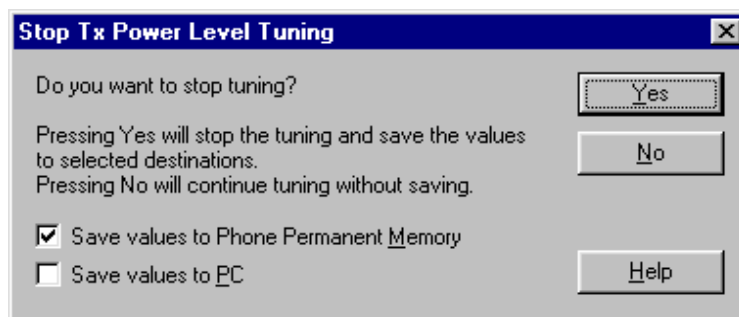 Stop Tx Power Level Tuning
Do you want to stop tuning?
Yes
Pressing Yes will stop the tuning and save the values
to selected destinations.
No
Pressing No will continue tuning without saving.
Save values to Phone Permanent Memory
Save values to PC
Help